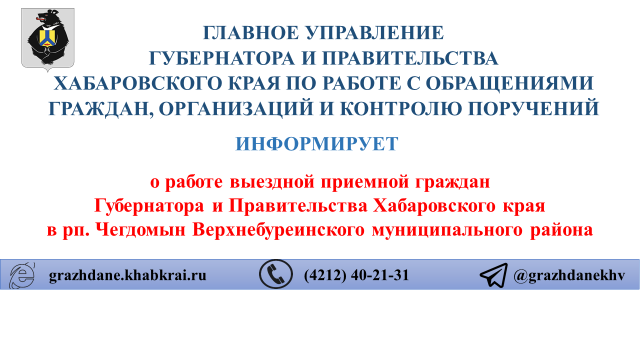 ГЛАВНОЕ УПРАВЛЕНИЕ
ГУБЕРНАТОРА И ПРАВИТЕЛЬСТВА
ХАБАРОВСКОГО КРАЯ ПО РАБОТЕ С ОБРАЩЕНИЯМИ
ГРАЖДАН, ОРГАНИЗАЦИЙ И КОНТРОЛЮ ПОРУЧЕНИЙ
ИНФОРМИРУЕТ
о работе выездной приемной граждан
Губернатора и Правительства Хабаровского края
в рп. Чегдомын Верхнебуреинского муниципального района
grazhdane.khabkrai.ru (4212) 40-21-31 @grazhdanekhv